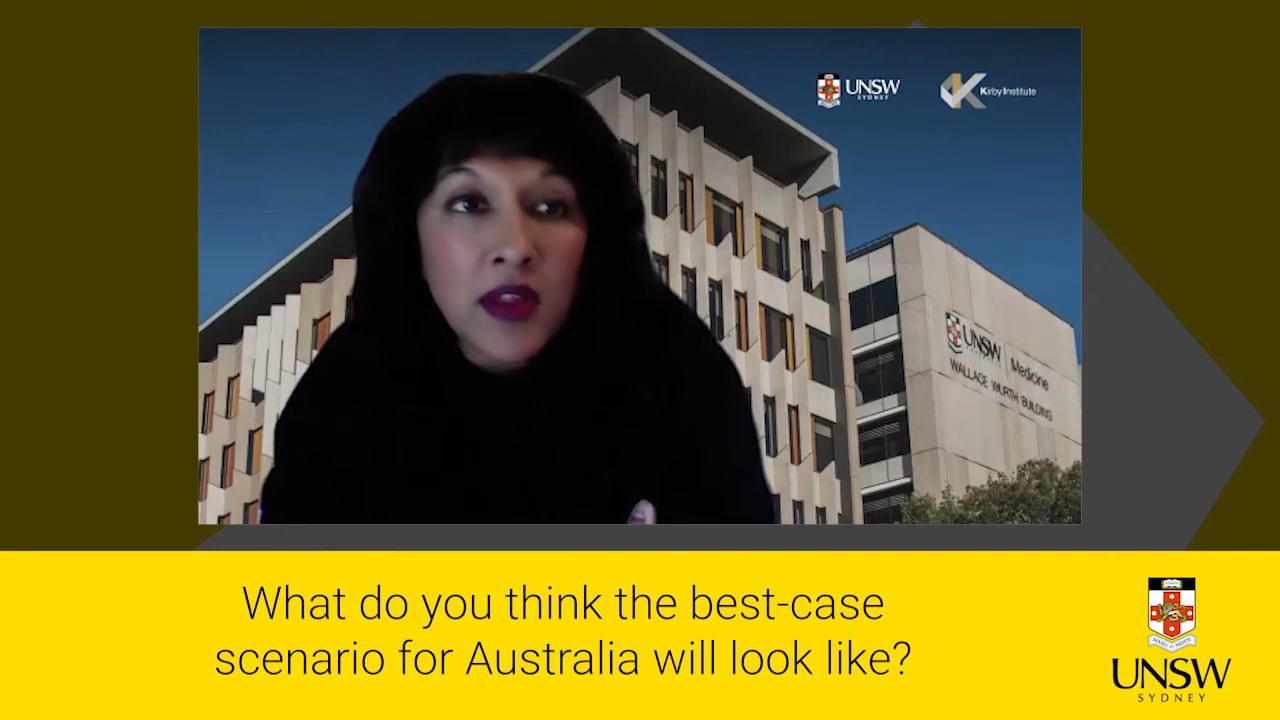 UNSW
SYDNEY
Kirby Institute
UNSW Medicine
WALLACE WURTH BUILDING
What do you think the best-case
scenario for Australia will look like?
UNSW
SYDNEY